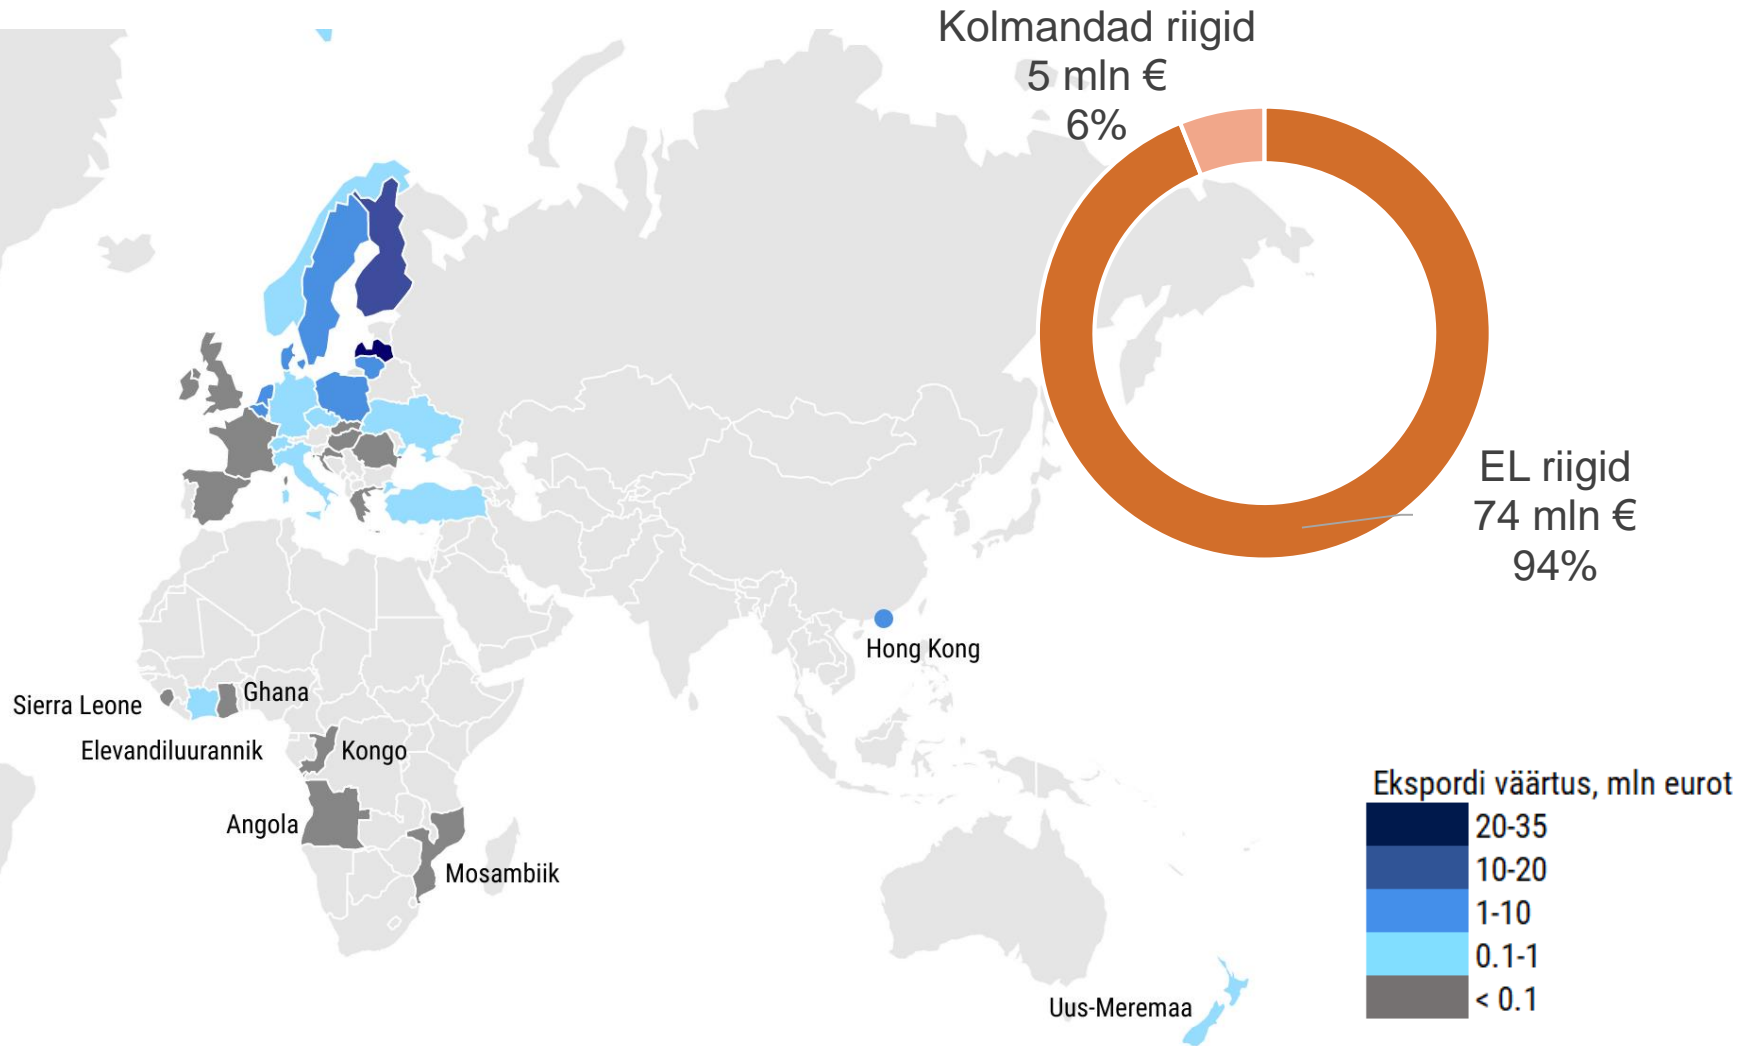 Kolmandad riigid
5 mln €
6%
EL riigid
74 mln €
94%
Hong Kong
Sierra Leone
Ghana
Elevandiluurannik
Kongo
Angola
Mosambiik
Uus-Meremaa
Ekspordi väärtus, mln eurot
20-35
10-20
1-10
0.1-1
< 0.1